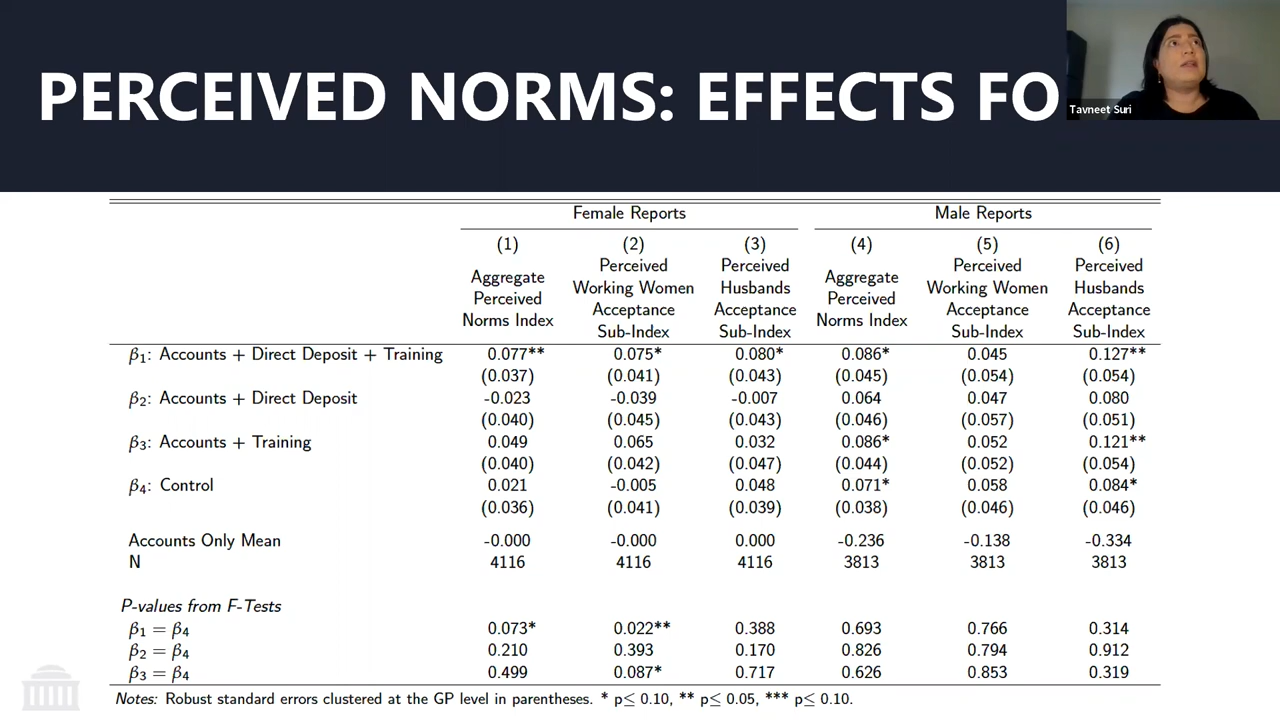 PERCEIVED NORMS: EFFECTS FO
Tavneet Suri
Female Reports Male Reports
(1) (2) (3) (4) (5) (6)
Aggregate Perceived Norms Index
Perceived Working Women Acceptance Sub-Index
Perceived Husbands Acceptance Sub-Index
Aggregate Perceived Norms Index
Perceived Working Women Acceptance Sub-Index
Perceived Husbands Acceptance Sub-Index
β₁: Accounts + Direct Deposit + Training 0.077** 0.075* 0.080* 0.086* 0.045 0.127**
(0.037) (0.041) (0.043) (0.045) (0.054) (0.054)
β₂: Accounts + Direct Deposit -0.023 -0.039 -0.007 0.064 0.047 0.080
(0.040) (0.045) (0.043) (0.046) (0.057) (0.051)
β₃: Accounts + Training 0.049 0.065 0.032 0.086* 0.052 0.121**
(0.040) (0.042) (0.047) (0.044) (0.052) (0.054)
β₄: Control 0.021 -0.005 0.048 0.071* 0.058 0.084*
(0.036) (0.041) (0.039) (0.038) (0.046) (0.046)
Accounts Only Mean -0.000 -0.000 0.000 -0.236 -0.138 -0.334
N 4116 4116 4116 3813 3813 3813
P-values from F-Tests
β₁ = β₄ 0.073* 0.022** 0.388 0.693 0.766 0.314
β₂ = β₄ 0.210 0.393 0.170 0.826 0.794 0.912
β₃ = β₄ 0.499 0.087* 0.717 0.626 0.853 0.319
Notes: Robust standard errors clustered at the GP level in parentheses. * p≤ 0.10, ** p≤ 0.05, *** p≤ 0.10.